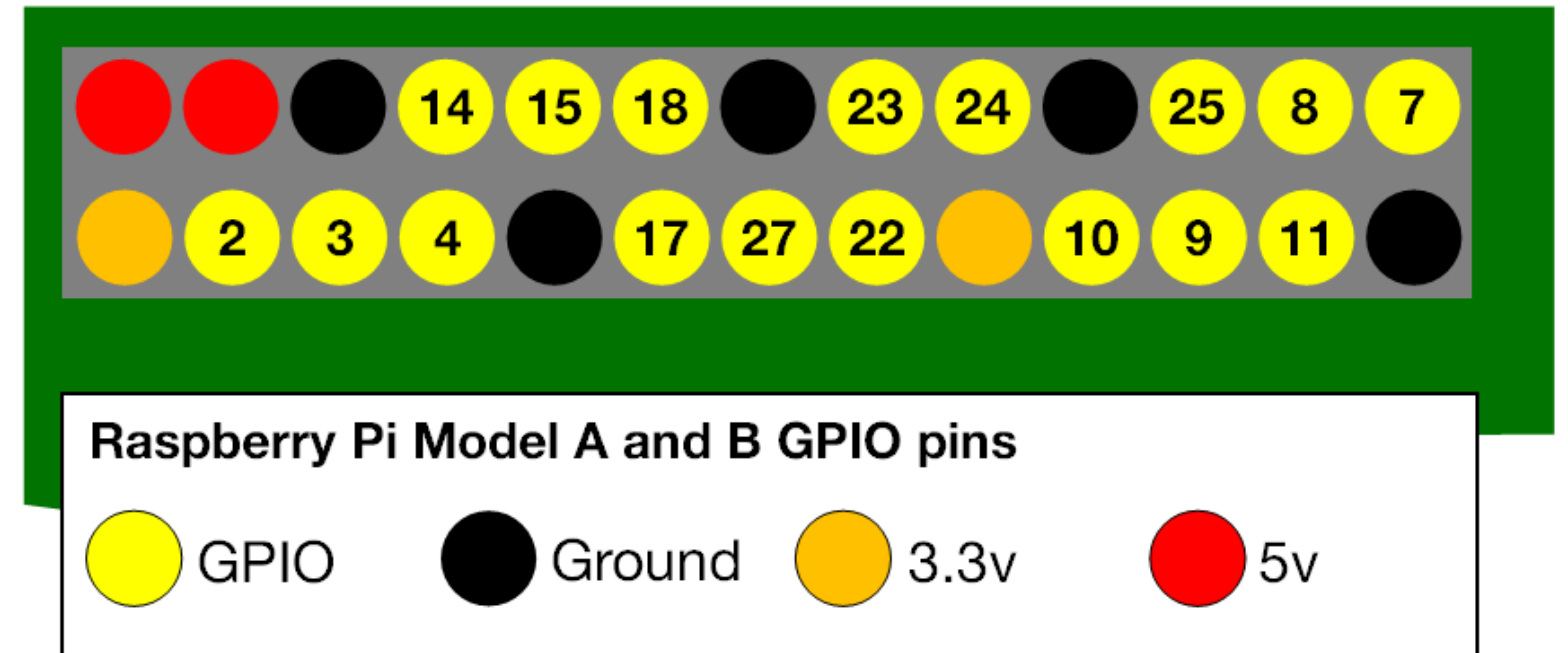 14 15 18 23 24 25 8 7
2 3 4 17 27 22 10 9 11
Raspberry Pi Model A and B GPIO pins
GPIO Ground 3.3v 5v